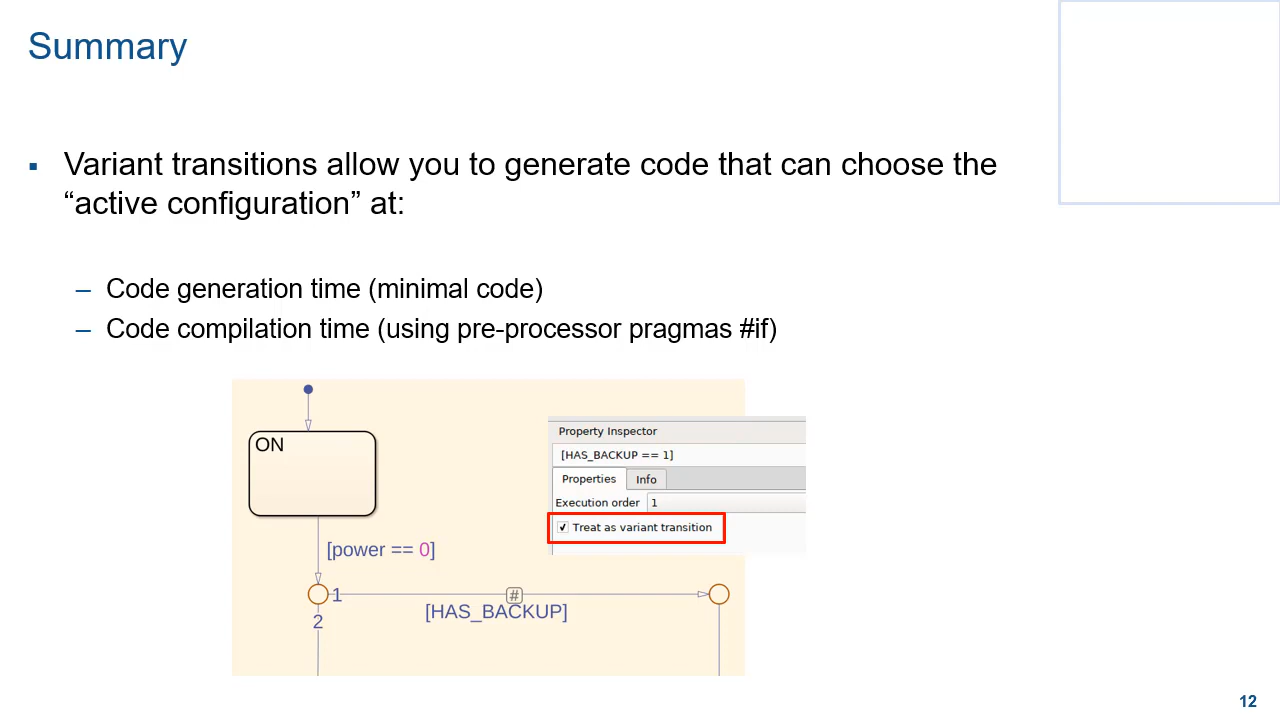 Summary
▪ Variant transitions allow you to generate code that can choose the
“active configuration” at:
– Code generation time (minimal code)
– Code compilation time (using pre-processor pragmas #if)
ON
[power == 0]
1
#
[HAS_BACKUP]
2
Property Inspector
[HAS_BACKUP == 1]
Properties Info
Execution order 1
Treat as variant transition
12